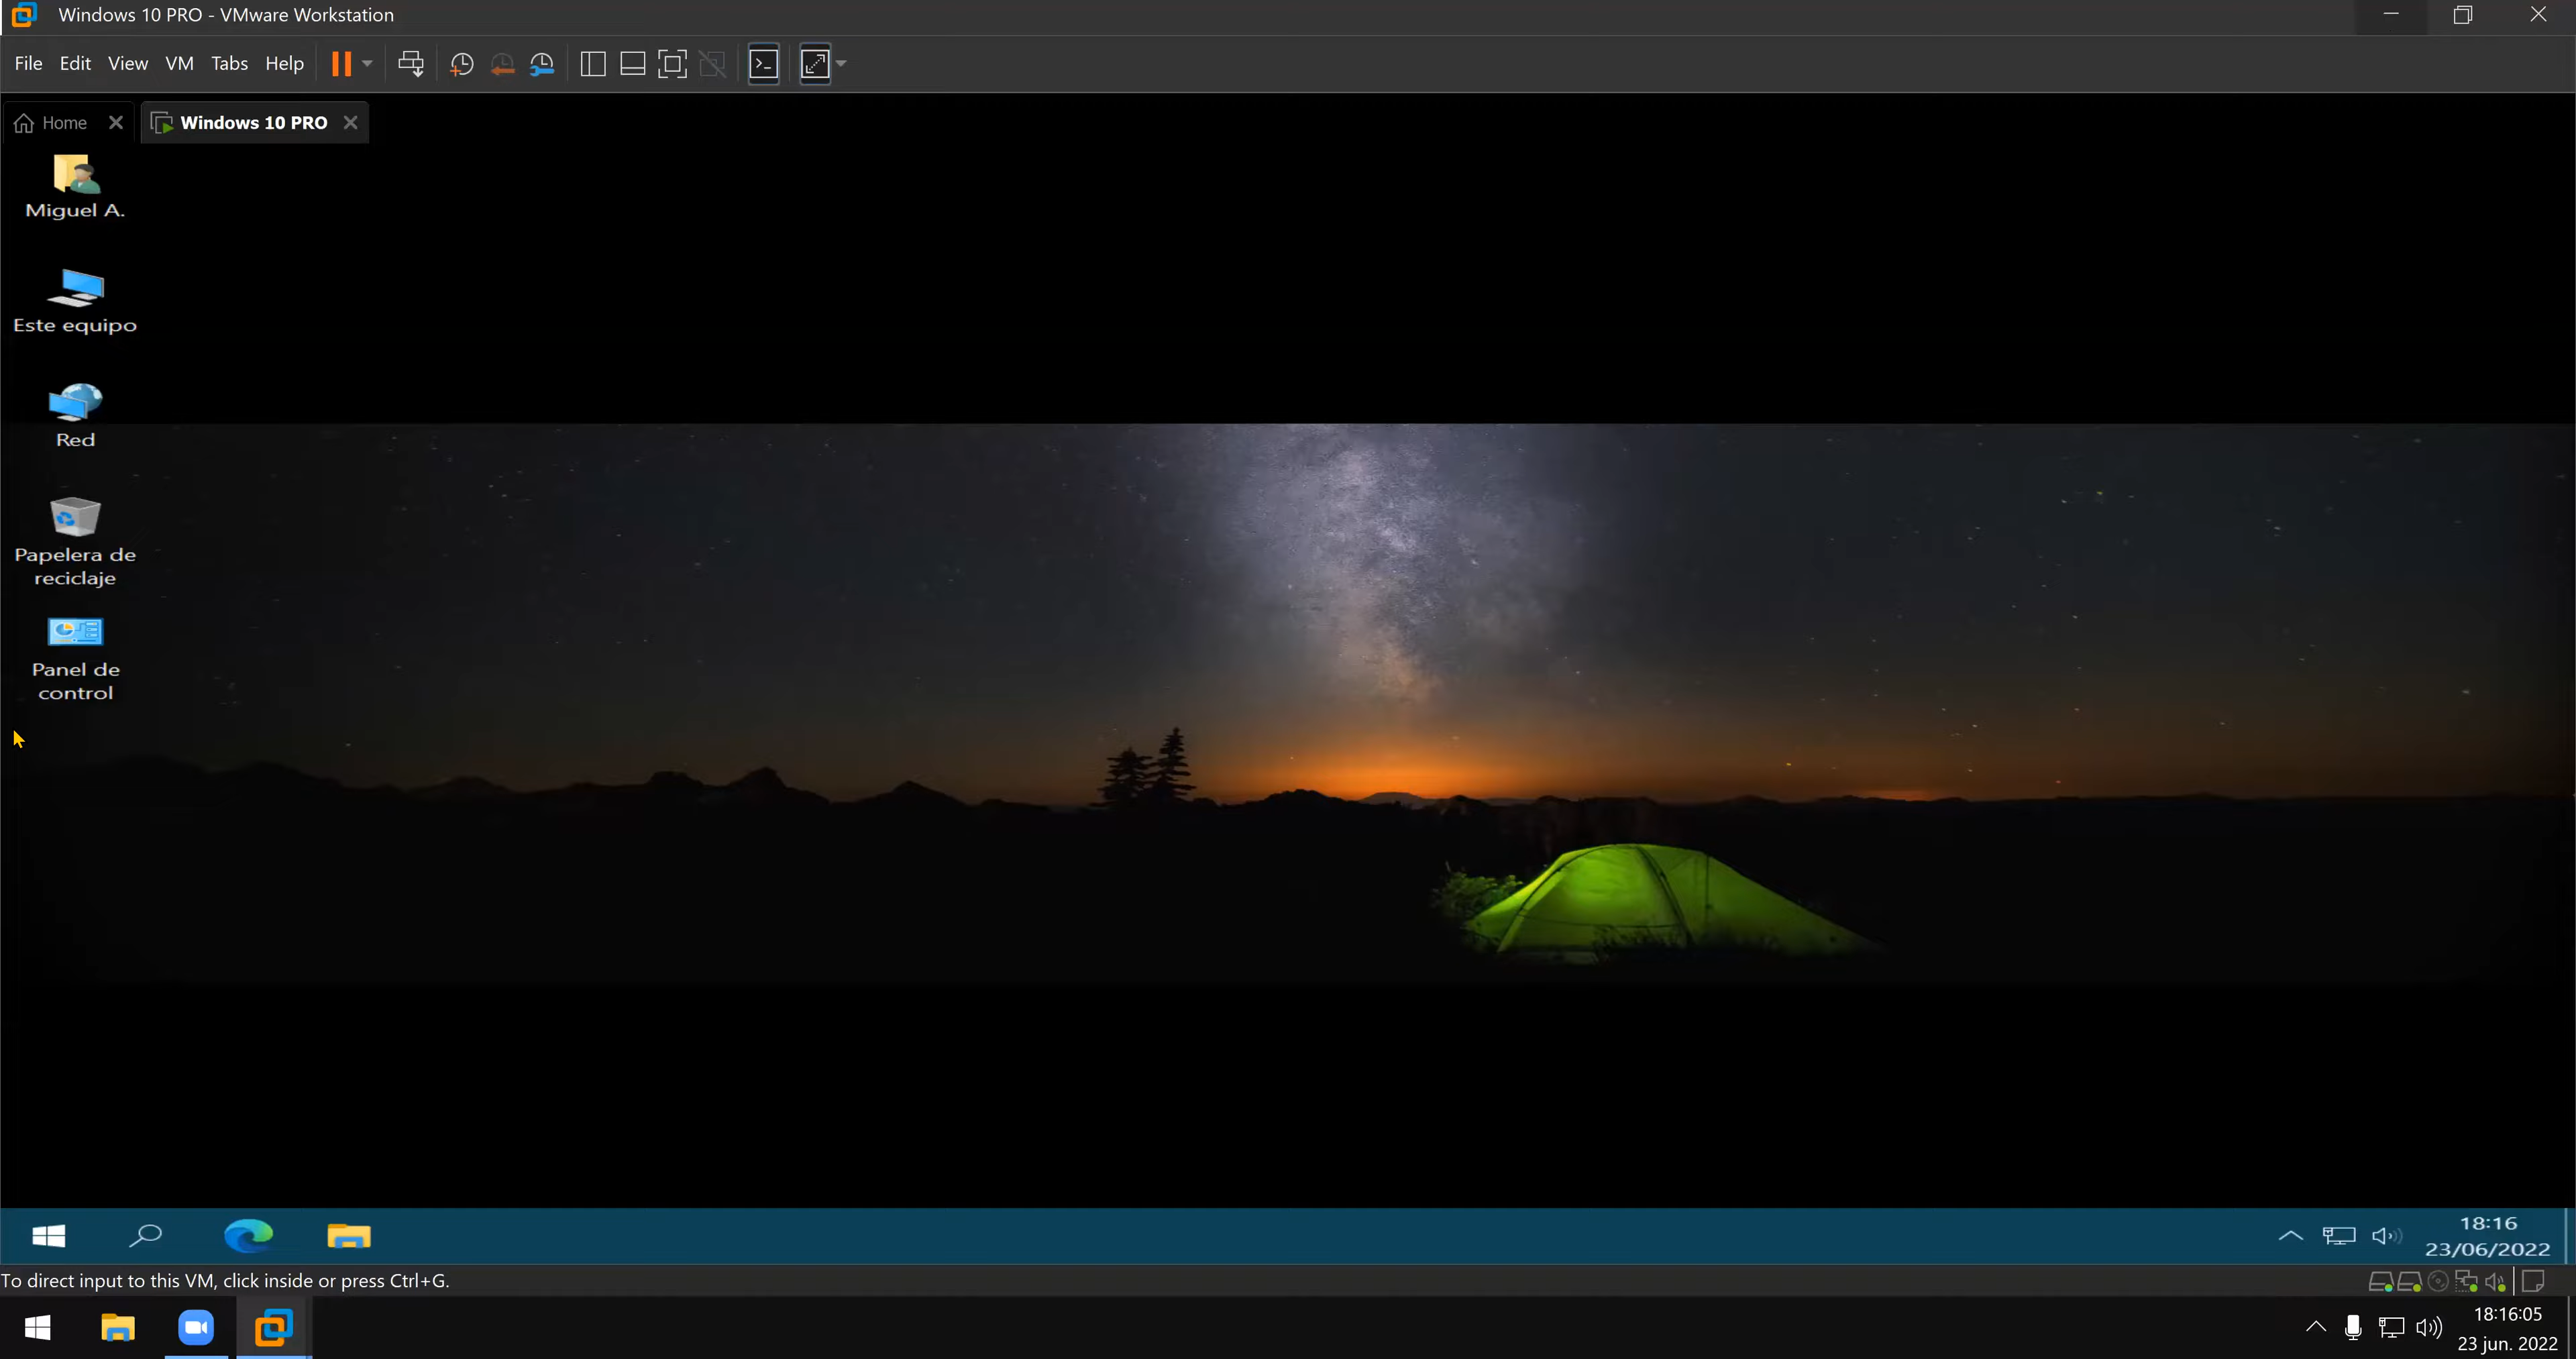 Windows 10 PRO - VMware Workstation
File Edit View VM Tabs Help
Home Windows 10 PRO
Miguel A.
Este equipo
Red
Papelera de
reciclaje
Panel de
control
18:16
23/06/2022
To direct input to this VM, click inside or press Ctrl+G.
18:16:05
23 jun. 2022